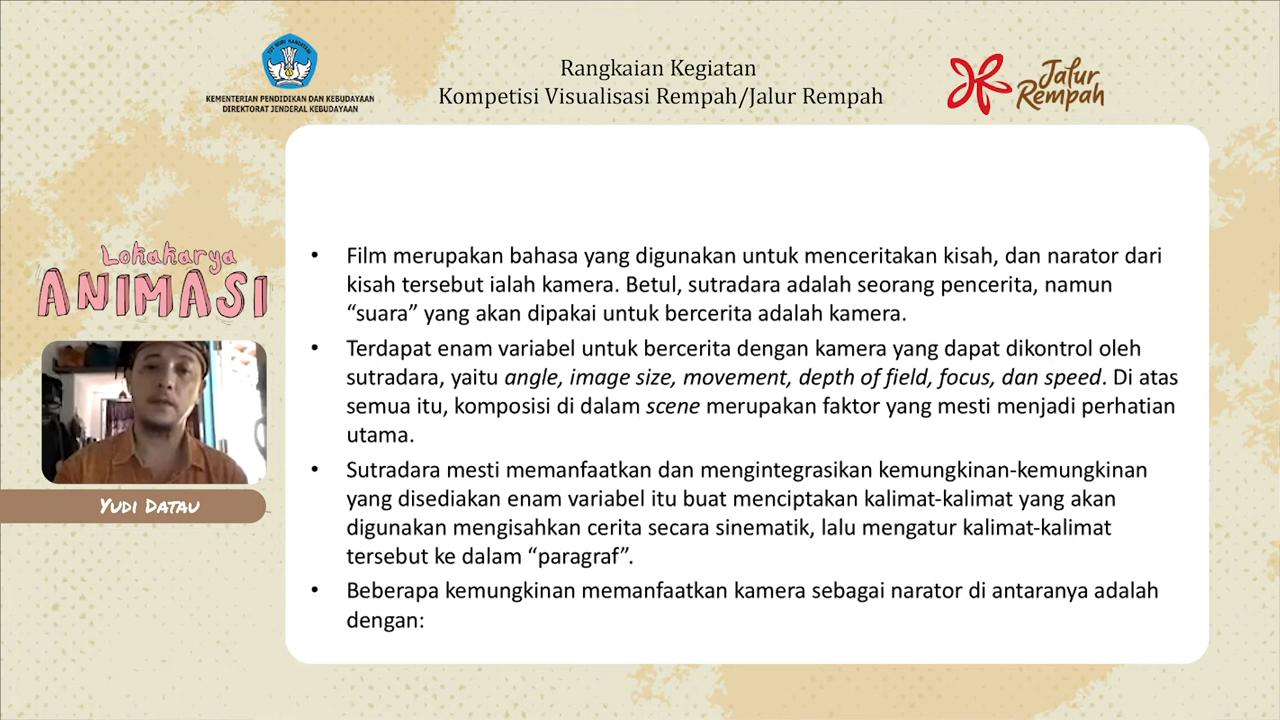 TUT WURI HANDAYANI
KEMENTERIAN PENDIDIKAN DAN KEBUDAYAAN
DIREKTORAT JENDERAL KEBUDAYAAN
Rangkaian Kegiatan
Kompetisi Visualisasi Rempah/Jalur Rempah
Jalur
Rempah
Lokakarya
ANIMASI
YUDI DATAU
• Film merupakan bahasa yang digunakan untuk menceritakan kisah, dan narator dari
kisah tersebut ialah kamera. Betul, sutradara adalah seorang pencerita, namun
“suara” yang akan dipakai untuk bercerita adalah kamera.
• Terdapat enam variabel untuk bercerita dengan kamera yang dapat dikontrol oleh
sutradara, yaitu angle, image size, movement, depth of field, focus, dan speed. Di atas
semua itu, komposisi di dalam scene merupakan faktor yang mesti menjadi perhatian
utama.
• Sutradara mesti memanfaatkan dan mengintegrasikan kemungkinan-kemungkinan
yang disediakan enam variabel itu buat menciptakan kalimat-kalimat yang akan
digunakan mengisahkan cerita secara sinematik, lalu mengatur kalimat-kalimat
tersebut ke dalam “paragraf”.
• Beberapa kemungkinan memanfaatkan kamera sebagai narator di antaranya adalah
dengan: